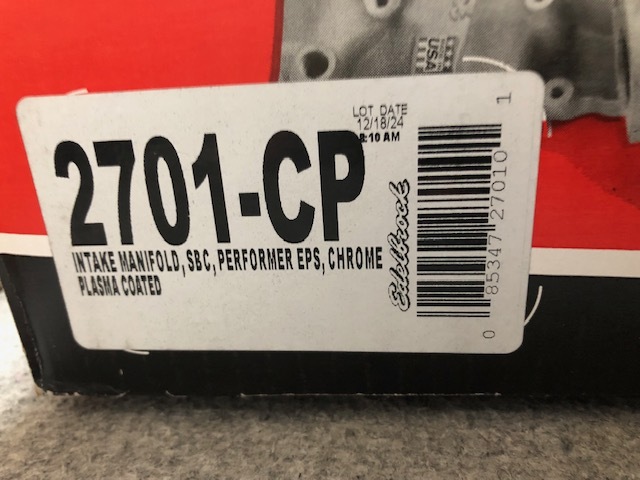 USA
LOT DATE
12/18/24
8:10 AM
2701-CP
INTAKE MANIFOLD, SBC, PERFORMER EPS, CHROME
PLASMA COATED
Edelbrock
0 85347 27010 1